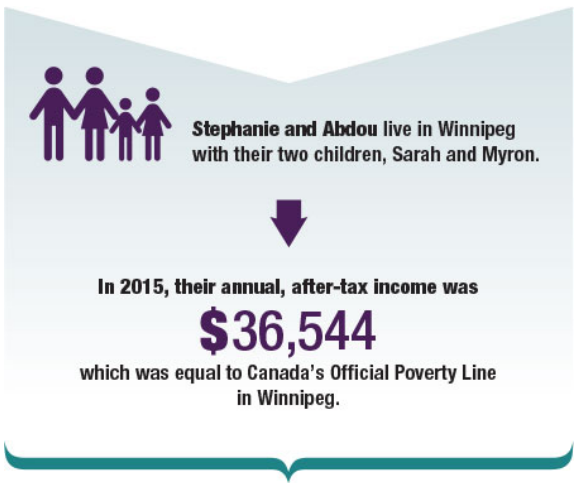 Stephanie and Abdou live in Winnipeg
with their two children, Sarah and Myron.
In 2015, their annual, after-tax income was
$36,544
which was equal to Canada's Official Poverty Line
in Winnipeg.